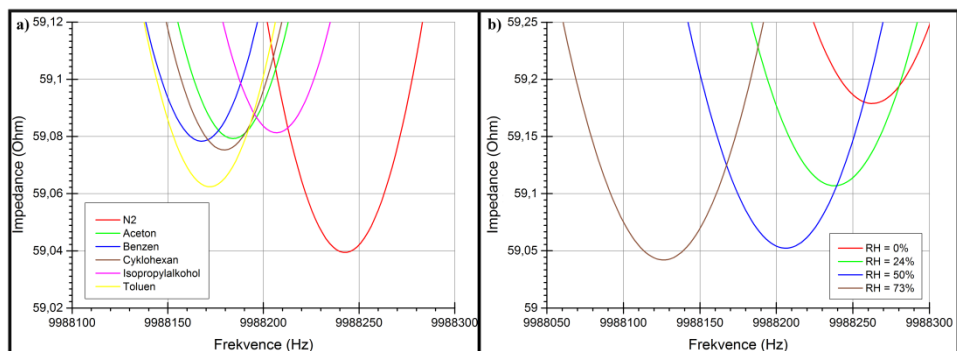 a)
59,12
59,1
59,08
59,06
59,04
59,02
Impedance (Ohm)
N2
Aceton
Benzen
Cyklohexan
Isopropylalkohol
Toluen
9988100 9988150 9988200 9988250 9988300
Frekvence (Hz)
b)
59,25
59,2
59,15
59,1
59,05
59
Impedance (Ohm)
RH = 0%
RH = 24%
RH = 50%
RH = 73%
9988050 9988100 9988150 9988200 9988250 9988300
Frekvence (Hz)